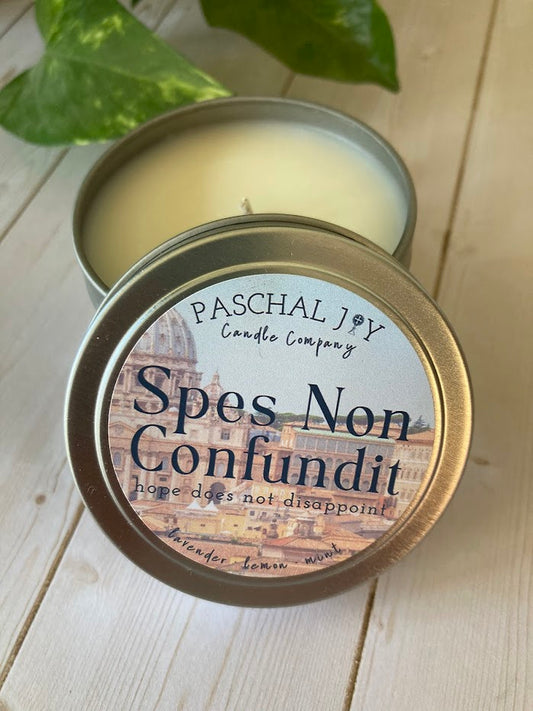 PASCHAL JOY
Candle Company
Spes Non
Confundit
hope does not disappoint
lavender lemon mint